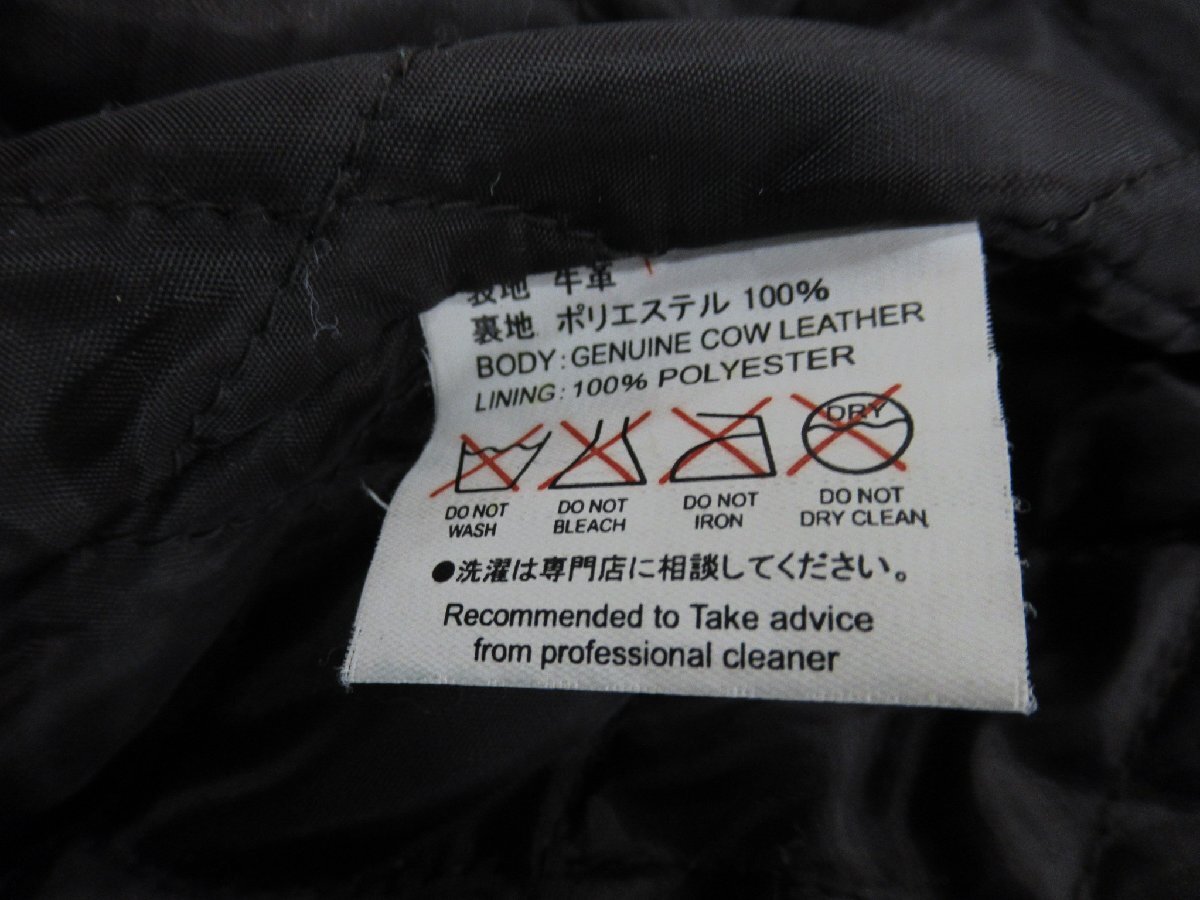 表地 牛革
裏地 ポリエステル 100%
BODY : GENUINE COW LEATHER
LINING : 100% POLYESTER
DRY
DO NOT WASH
DO NOT BLEACH
DO NOT IRON
DO NOT DRY CLEAN
●洗濯は専門店に相談してください。
Recommended to Take advice
from professional cleaner